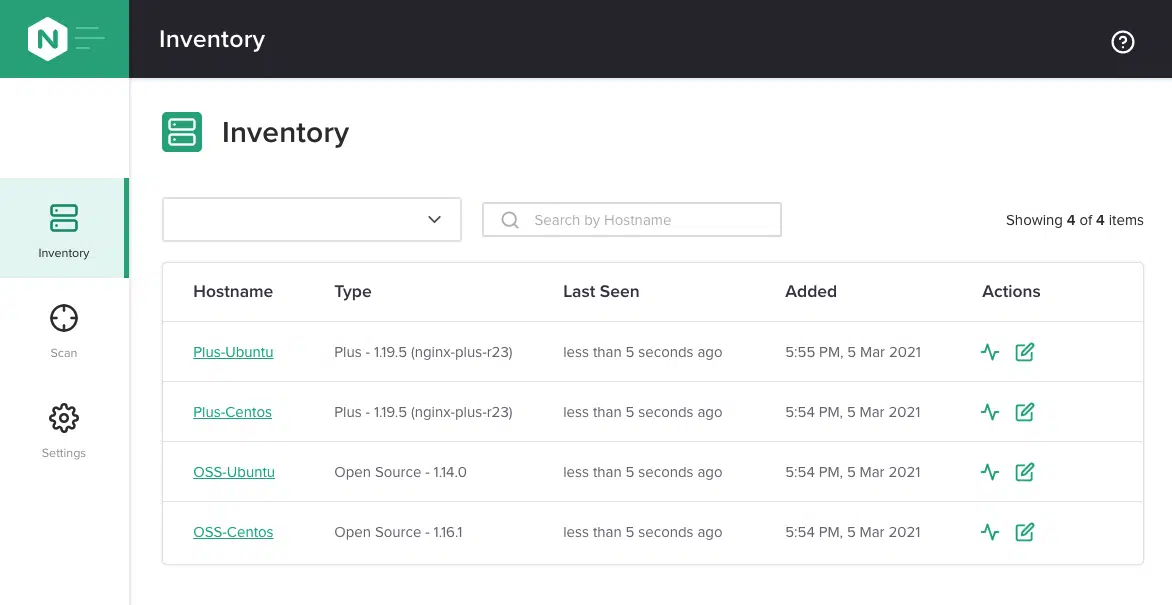 N
Inventory
?
Inventory
Inventory
Scan
Settings
Search by Hostname
Showing 4 of 4 items
Hostname Type Last Seen Added Actions
Plus-Ubuntu Plus - 1.19.5 (nginx-plus-r23) less than 5 seconds ago 5:55 PM, 5 Mar 2021
Plus-Centos Plus - 1.19.5 (nginx-plus-r23) less than 5 seconds ago 5:54 PM, 5 Mar 2021
OSS-Ubuntu Open Source - 1.14.0 less than 5 seconds ago 5:54 PM, 5 Mar 2021
OSS-Centos Open Source - 1.16.1 less than 5 seconds ago 5:54 PM, 5 Mar 2021